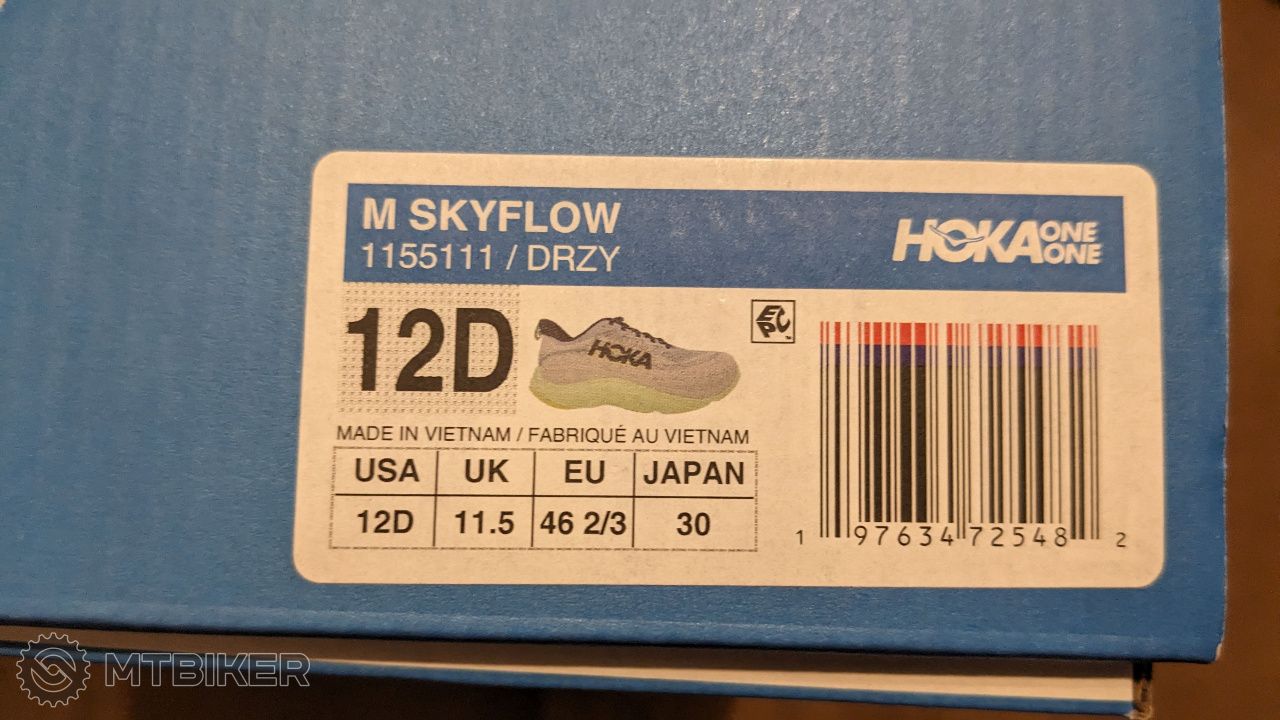 M SKYFLOW
1155111 / DRZY
HOKA ONE ONE
12D
HOKA
EPC™
MADE IN VIETNAM / FABRIQUÉ AU VIETNAM
USA UK EU JAPAN
12D 11.5 46 2/3 30
1 97634 72548 2
MTBIKER